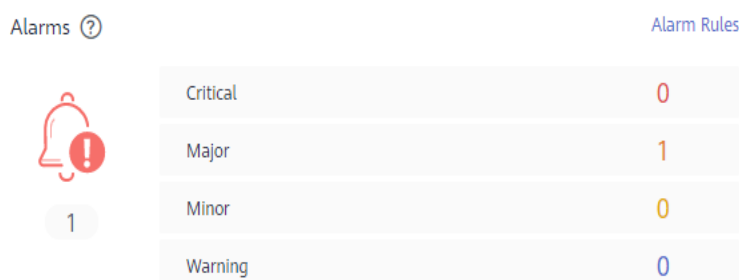 Alarms ?
Alarm Rules
Critical 0
Major 1
Minor 0
Warning 0
1